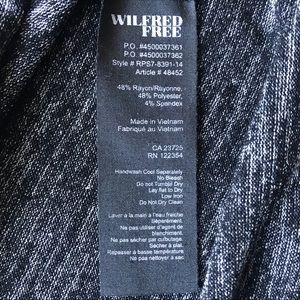 WILFRED
FREE
P.O. #4500037361
P.O. #4500037362
Style # RPS7-8391-14
Article # 48452
48% Rayon/Rayon,
48% Polyester,
4% Spandex
Made in Vietnam
Fabriqué au Vietnam
CA 23725
RN 122354
Handwash Cool Separately
No Bleach
Do not Tumble Dry
Lay flat to Dry
Low Iron
Do Not Dry Clean
Laver à la main à l'eau fraîche
Séparément.
Ne pas utiliser d'agent de
blanchiment.
Ne pas sécher par culbutage.
Sécher à plat.
Repasser à basse température
Ne pas nettoyer à sec.